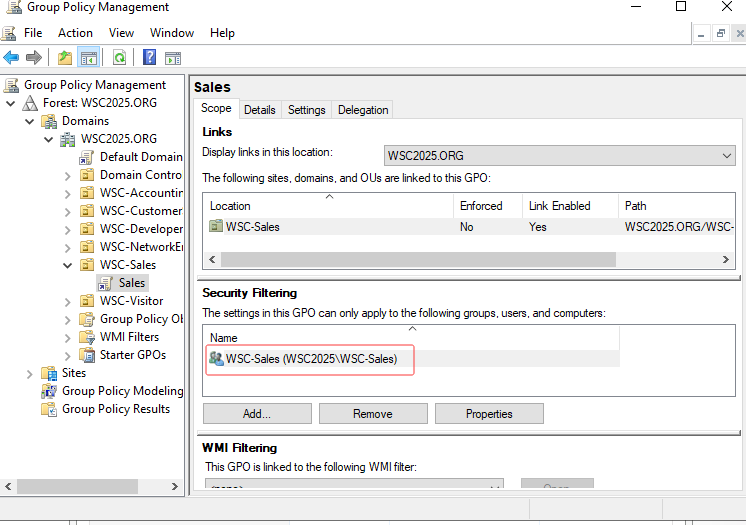 Group Policy Management
File Action View Window Help
Group Policy Management
Forest: WSC2025.ORG
Domains
WSC2025.ORG
Default Domain
Domain Contro
WSC-Accountin
WSC-Customer
WSC-Developer
WSC-NetworkEn
WSC-Sales
Sales
WSC-Visitor
Group Policy Ob
WMI Filters
Starter GPOs
Sites
Group Policy Modeling
Group Policy Results
Sales
Scope Details Settings Delegation
Links
Display links in this location: WSC2025.ORG
The following sites, domains, and OUs are linked to this GPO:
Location Enforced Link Enabled Path
WSC-Sales No Yes WSC2025.ORG/WSC-
Security Filtering
The settings in this GPO can only apply to the following groups, users, and computers:
Name
WSC-Sales (WSC2025\WSC-Sales)
Add... Remove Properties
WMI Filtering
This GPO is linked to the following WMI filter:
<none> Open